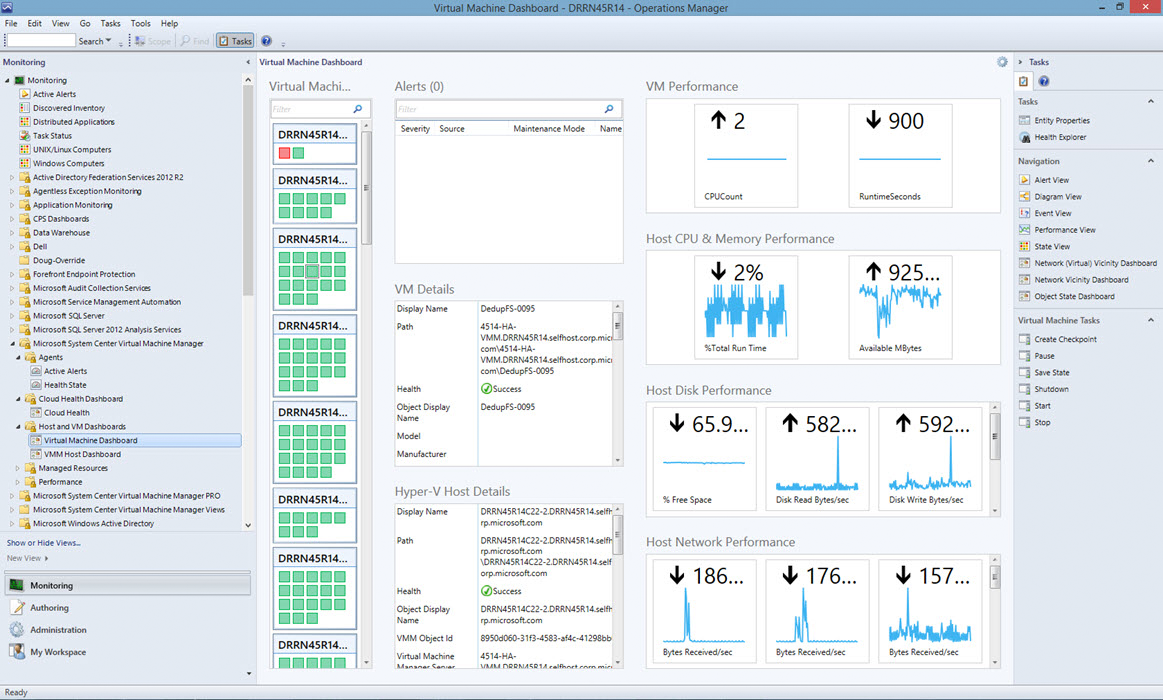 Virtual Machine Dashboard - DRRN45R14 - Operations Manager
File Edit View Go Tasks Tools Help
Search Scope Find Tasks
Monitoring
Monitoring
Active Alerts
Discovered Inventory
Distributed Applications
Task Status
UNIX/Linux Computers
Windows Computers
Active Directory Federation Services 2012 R2
Agentless Exception Monitoring
Application Monitoring
CPS Dashboards
Data Warehouse
Dell
Doug-Override
Forefront Endpoint Protection
Microsoft Audit Collection Services
Microsoft Service Management Automation
Microsoft SQL Server
Microsoft SQL Server 2012 Analysis Services
Microsoft System Center Virtual Machine Manager
Agents
Active Alerts
Health State
Cloud Health Dashboard
Cloud Health
Host and VM Dashboards
Virtual Machine Dashboard
VMM Host Dashboard
Managed Resources
Performance
Microsoft System Center Virtual Machine Manager PRO
Microsoft System Center Virtual Machine Manager Views
Microsoft Windows Active Directory
Show or Hide Views...
New View
Monitoring
Authoring
Administration
My Workspace
Ready
Virtual Machine Dashboard
Virtual Machi...
Filter
DRRN45R14...
DRRN45R14...
DRRN45R14...
DRRN45R14...
DRRN45R14...
DRRN45R14...
DRRN45R14...
DRRN45R14...
Alerts (0)
Filter
Severity Source Maintenance Mode Name
VM Details
Display Name DedupFS-0095
Path 4514-HA-
VMM.DRRN45R14.selfhost.corp.micr
com\4514-HA-
VMM.DRRN45R14.selfhost.corp.micr
com\DedupFS-0095
Health Success
Object Display DedupFS-0095
Name
Model
Manufacturer
Hyper-V Host Details
Display Name DRRN45R14C22-2.DRRN45R14.selfh
rp.microsoft.com
Path DRRN45R14C22-2.DRRN45R14.selfh
rp.microsoft.com
\DRRN45R14C22-2.DRRN45R14.self
orp.microsoft.com
Health Success
Object Display DRRN45R14C22-2.DRRN45R14.selfh
Name rp.microsoft.com
VMM Object Id 8950d060-31f3-4583-af4c-41298bb
Virtual Machine 4514-HA-
Manager Server VMM.DRRN45R14.selfhost.corp.micr
VM Performance
2
CPUCount
900
RuntimeSeconds
Host CPU & Memory Performance
2%
%Total Run Time
925...
Available MBytes
Host Disk Performance
65.9...
% Free Space
582...
Disk Read Bytes/sec
592...
Disk Write Bytes/sec
Host Network Performance
186...
Bytes Received/sec
176...
Bytes Received/sec
157...
Bytes Received/sec
Tasks
Tasks
Entity Properties
Health Explorer
Navigation
Alert View
Diagram View
Event View
Performance View
State View
Network (Virtual) Vicinity Dashboard
Network Vicinity Dashboard
Object State Dashboard
Virtual Machine Tasks
Create Checkpoint
Pause
Save State
Shutdown
Start
Stop